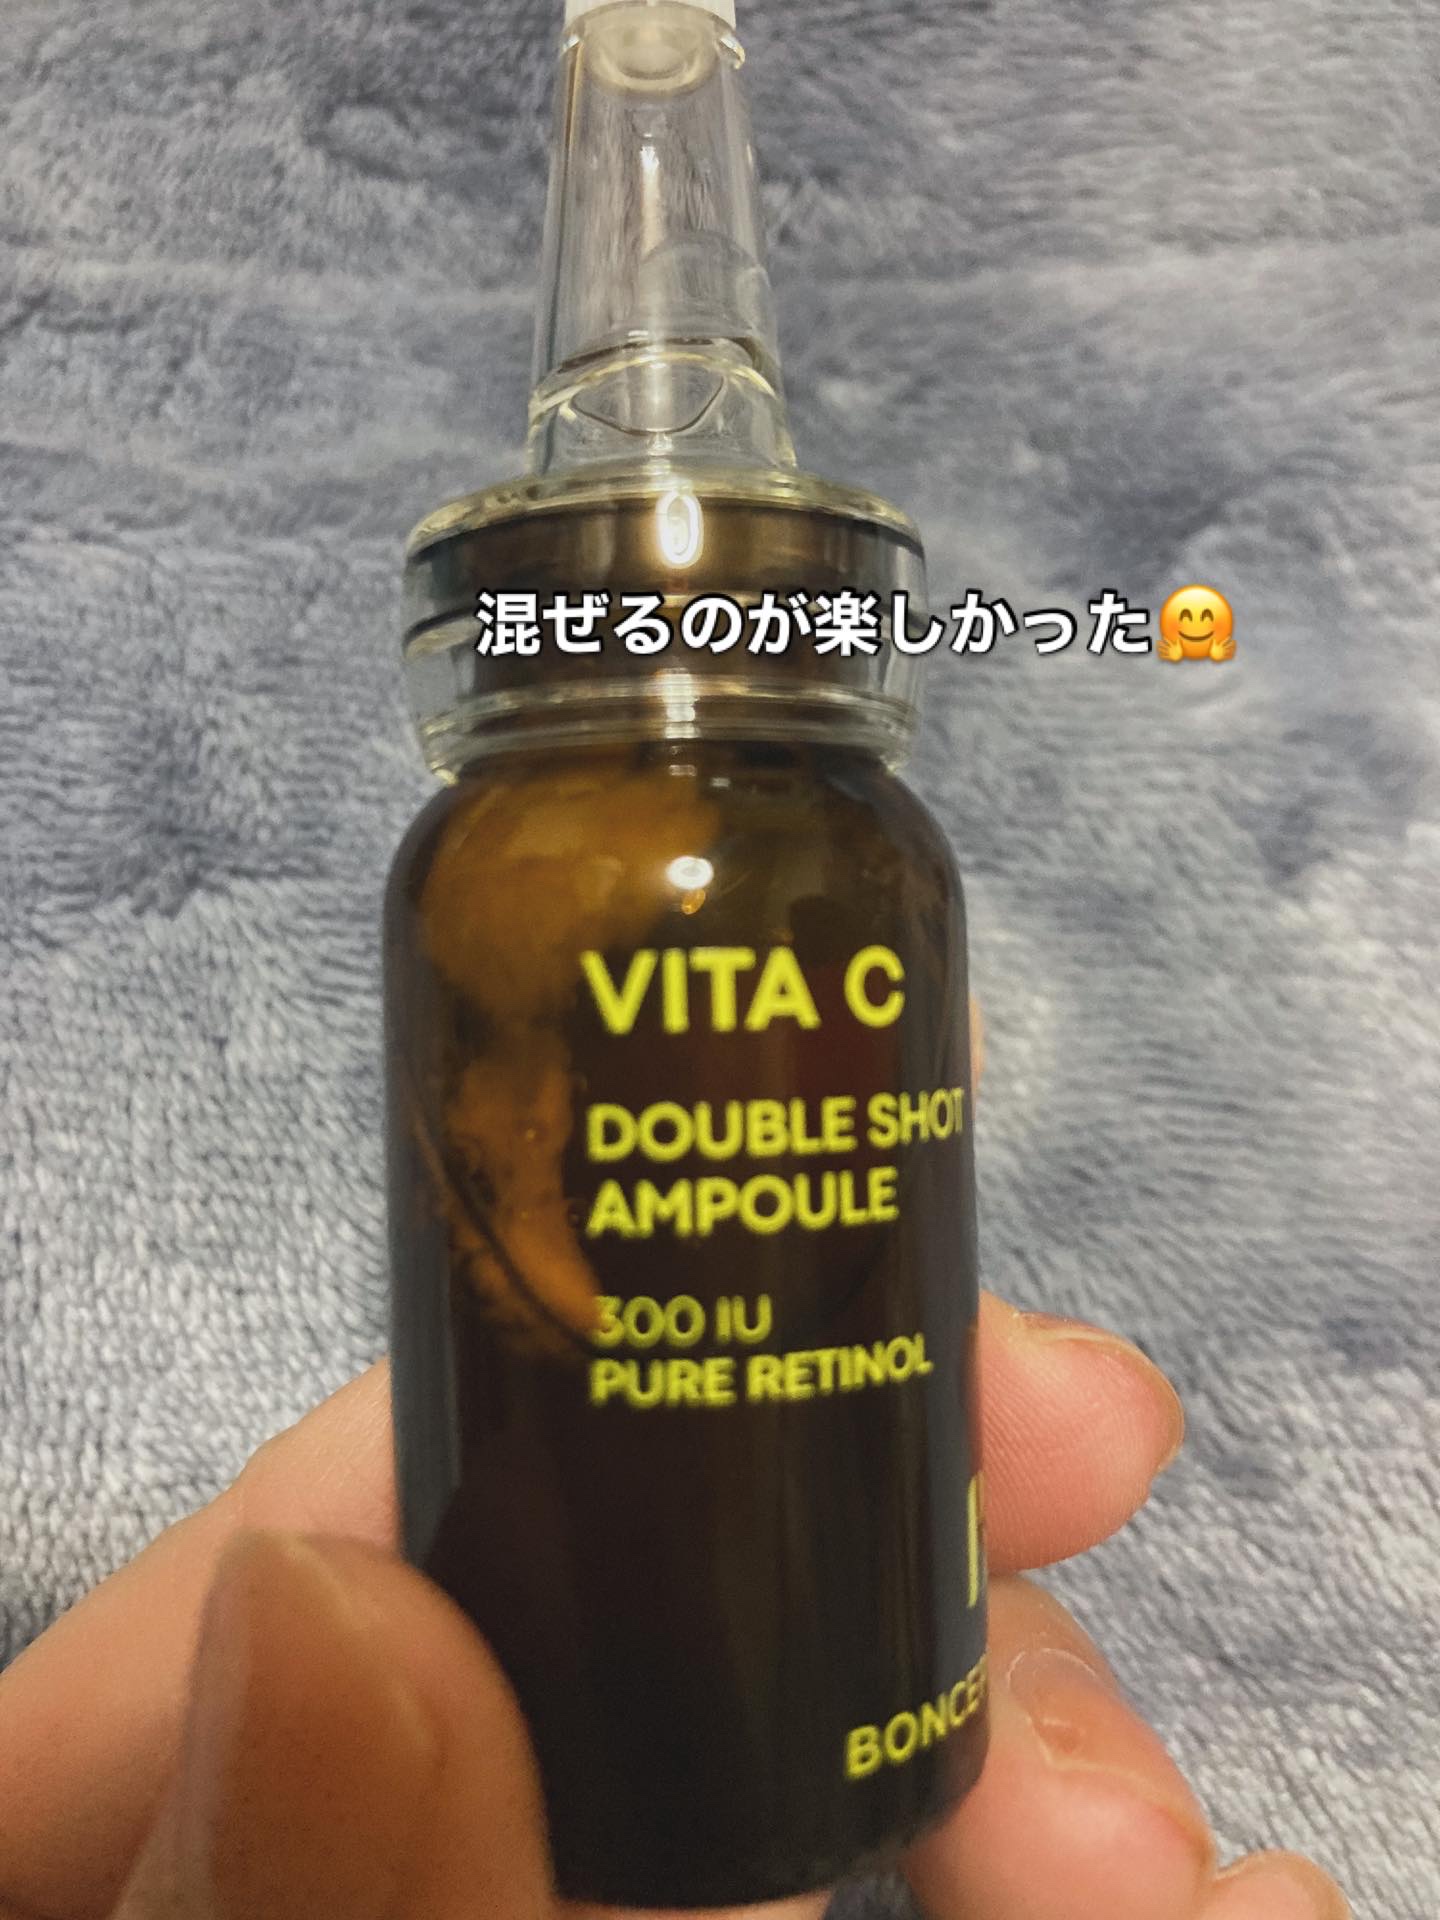 混ぜるのが楽しかった🤗
VITA C
DOUBLE SHOT
AMPOULE
300 IU
PURE RETINOL